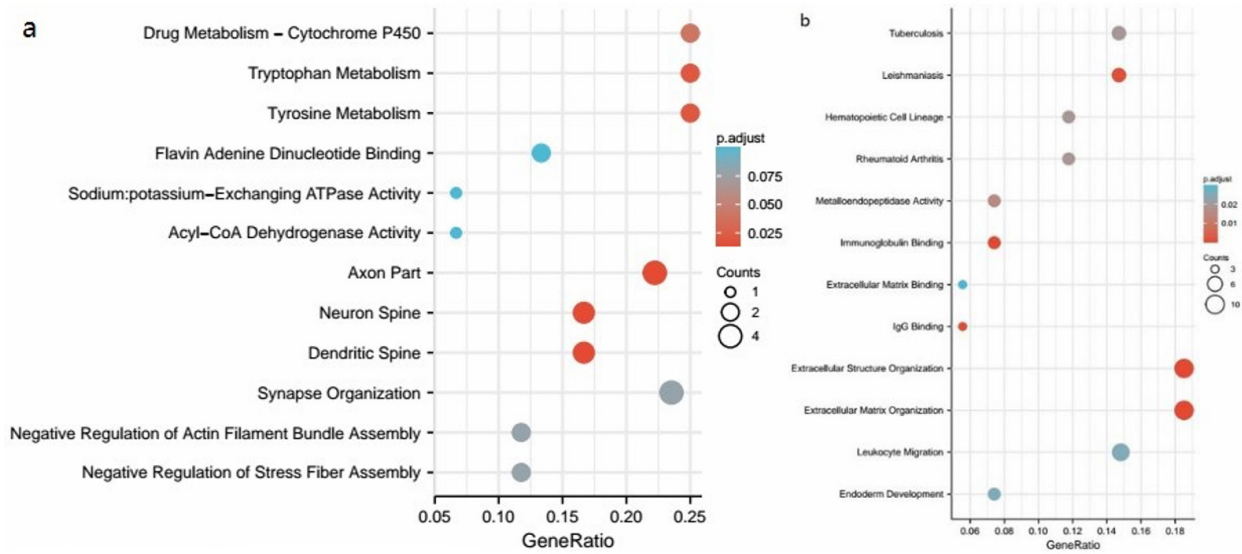 a
Drug Metabolism − Cytochrome P450
Tryptophan Metabolism
Tyrosine Metabolism
Flavin Adenine Dinucleotide Binding
Sodium:potassium−Exchanging ATPase Activity
Acyl−CoA Dehydrogenase Activity
Axon Part
Neuron Spine
Dendritic Spine
Synapse Organization
Negative Regulation of Actin Filament Bundle Assembly
Negative Regulation of Stress Fiber Assembly
0.05 0.10 0.15 0.20 0.25
GeneRatio
p.adjust
0.075
0.050
0.025
Counts
1
2
4
b
Tuberculosis
Leishmaniasis
Hematopoietic Cell Lineage
Rheumatoid Arthritis
Metalloendopeptidase Activity
Immunoglobulin Binding
Extracellular Matrix Binding
IgG Binding
Extracellular Structure Organization
Extracellular Matrix Organization
Leukocyte Migration
Endoderm Development
0.06 0.08 0.10 0.12 0.14 0.16 0.18
GeneRatio
p.adjust
0.02
0.01
Counts
3
6
10